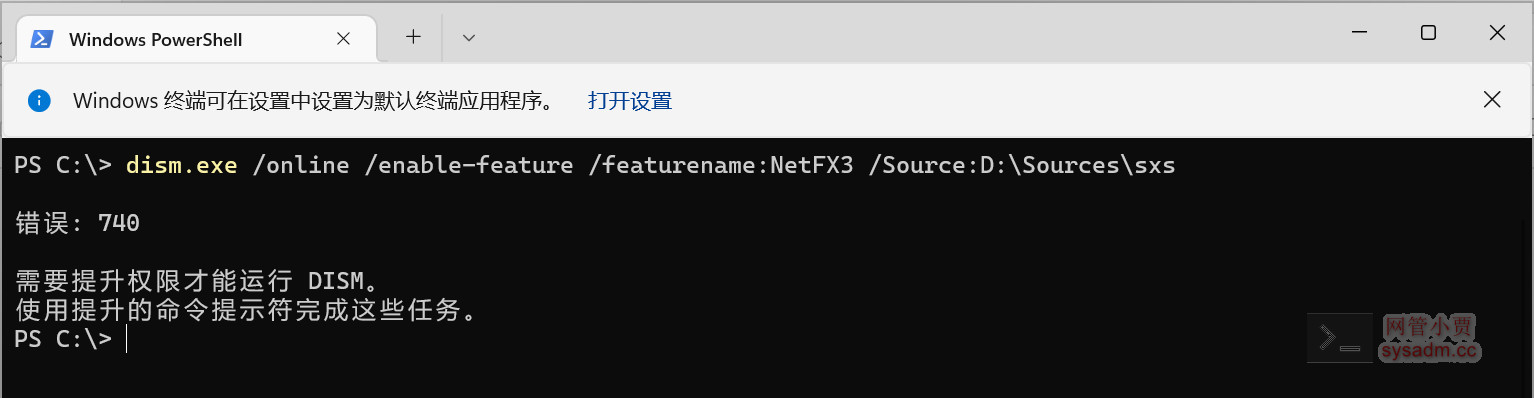 Windows PowerShell
Windows 终端可在设置中设置为默认终端应用程序。 打开设置
PS C:\> dism.exe /online /enable-feature /featurename:NetFX3 /Source:D:\Sources\sxs
错误: 740
需要提升权限才能运行 DISM。
使用提升的命令提示符完成这些任务。
PS C:\>
网管小贾
sysadm.cc